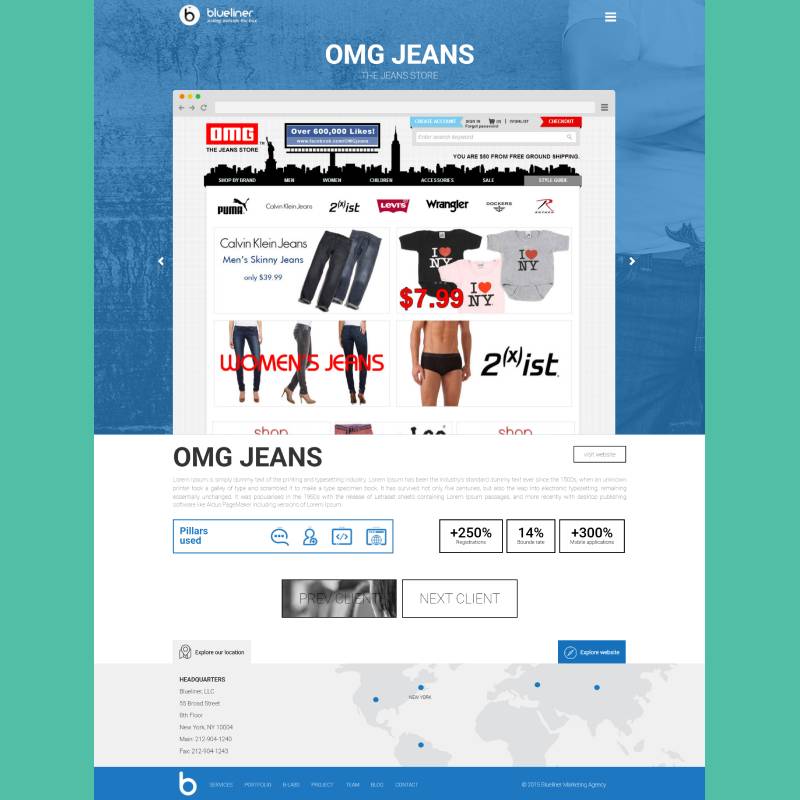 blueliner
OMG JEANS
THE JEANS STORE
CREATE ACCOUNT
SIGN IN
(0)
WISHLIST
CHECKOUT
Forgot password
OMG
TM
THE JEANS STORE
Over 600,000 Likes!
www.facebook.com/OMGjeans
Enter search keyword
YOU ARE $80 FROM FREE GROUND SHIPPING.
SHOP BY BRAND MEN WOMEN CHILDREN ACCESSORIES SALE STYLE GUIDE
PUMA Calvin Klein Jeans 2(x)ist LEVI'S Wrangler DOCKERS
Calvin Klein Jeans
Men's Skinny Jeans
only $39.99
I ♥ NY
I ♥ NY
I ♥ NY
$7.99
WOMEN'S JEANS
2(x)ist
shop
shop
OMG JEANS
visit website
Lorem Ipsum is simply dummy text of the printing and typesetting industry. Lorem Ipsum has been the industry's standard dummy text ever since the 1500s, when an unknown
printer took a galley of type and scrambled it to make a type specimen book. It has survived not only five centuries, but also the leap into electronic typesetting, remaining
essentially unchanged. It was popularised in the 1960s with the release of Letraset sheets containing Lorem Ipsum passages, and more recently with desktop publishing
software like Aldus PageMaker including versions of Lorem Ipsum.
Pillars
used
+250%
Registrations
14%
Bounde rate
+300%
Mobile applications
PREV CLIENT
NEXT CLIENT
Explore our location
Explore website
HEADQUARTERS
Blueliner, LLC
55 Broad Street
6th Floor
New York, NY 10004
Main: 212-904-1240
Fax: 212-904-1243
NEW YORK
b SERVICES PORTFOLIO B-LABS PROJECT TEAM BLOG CONTACT
© 2015 Blueliner Marketing Agency